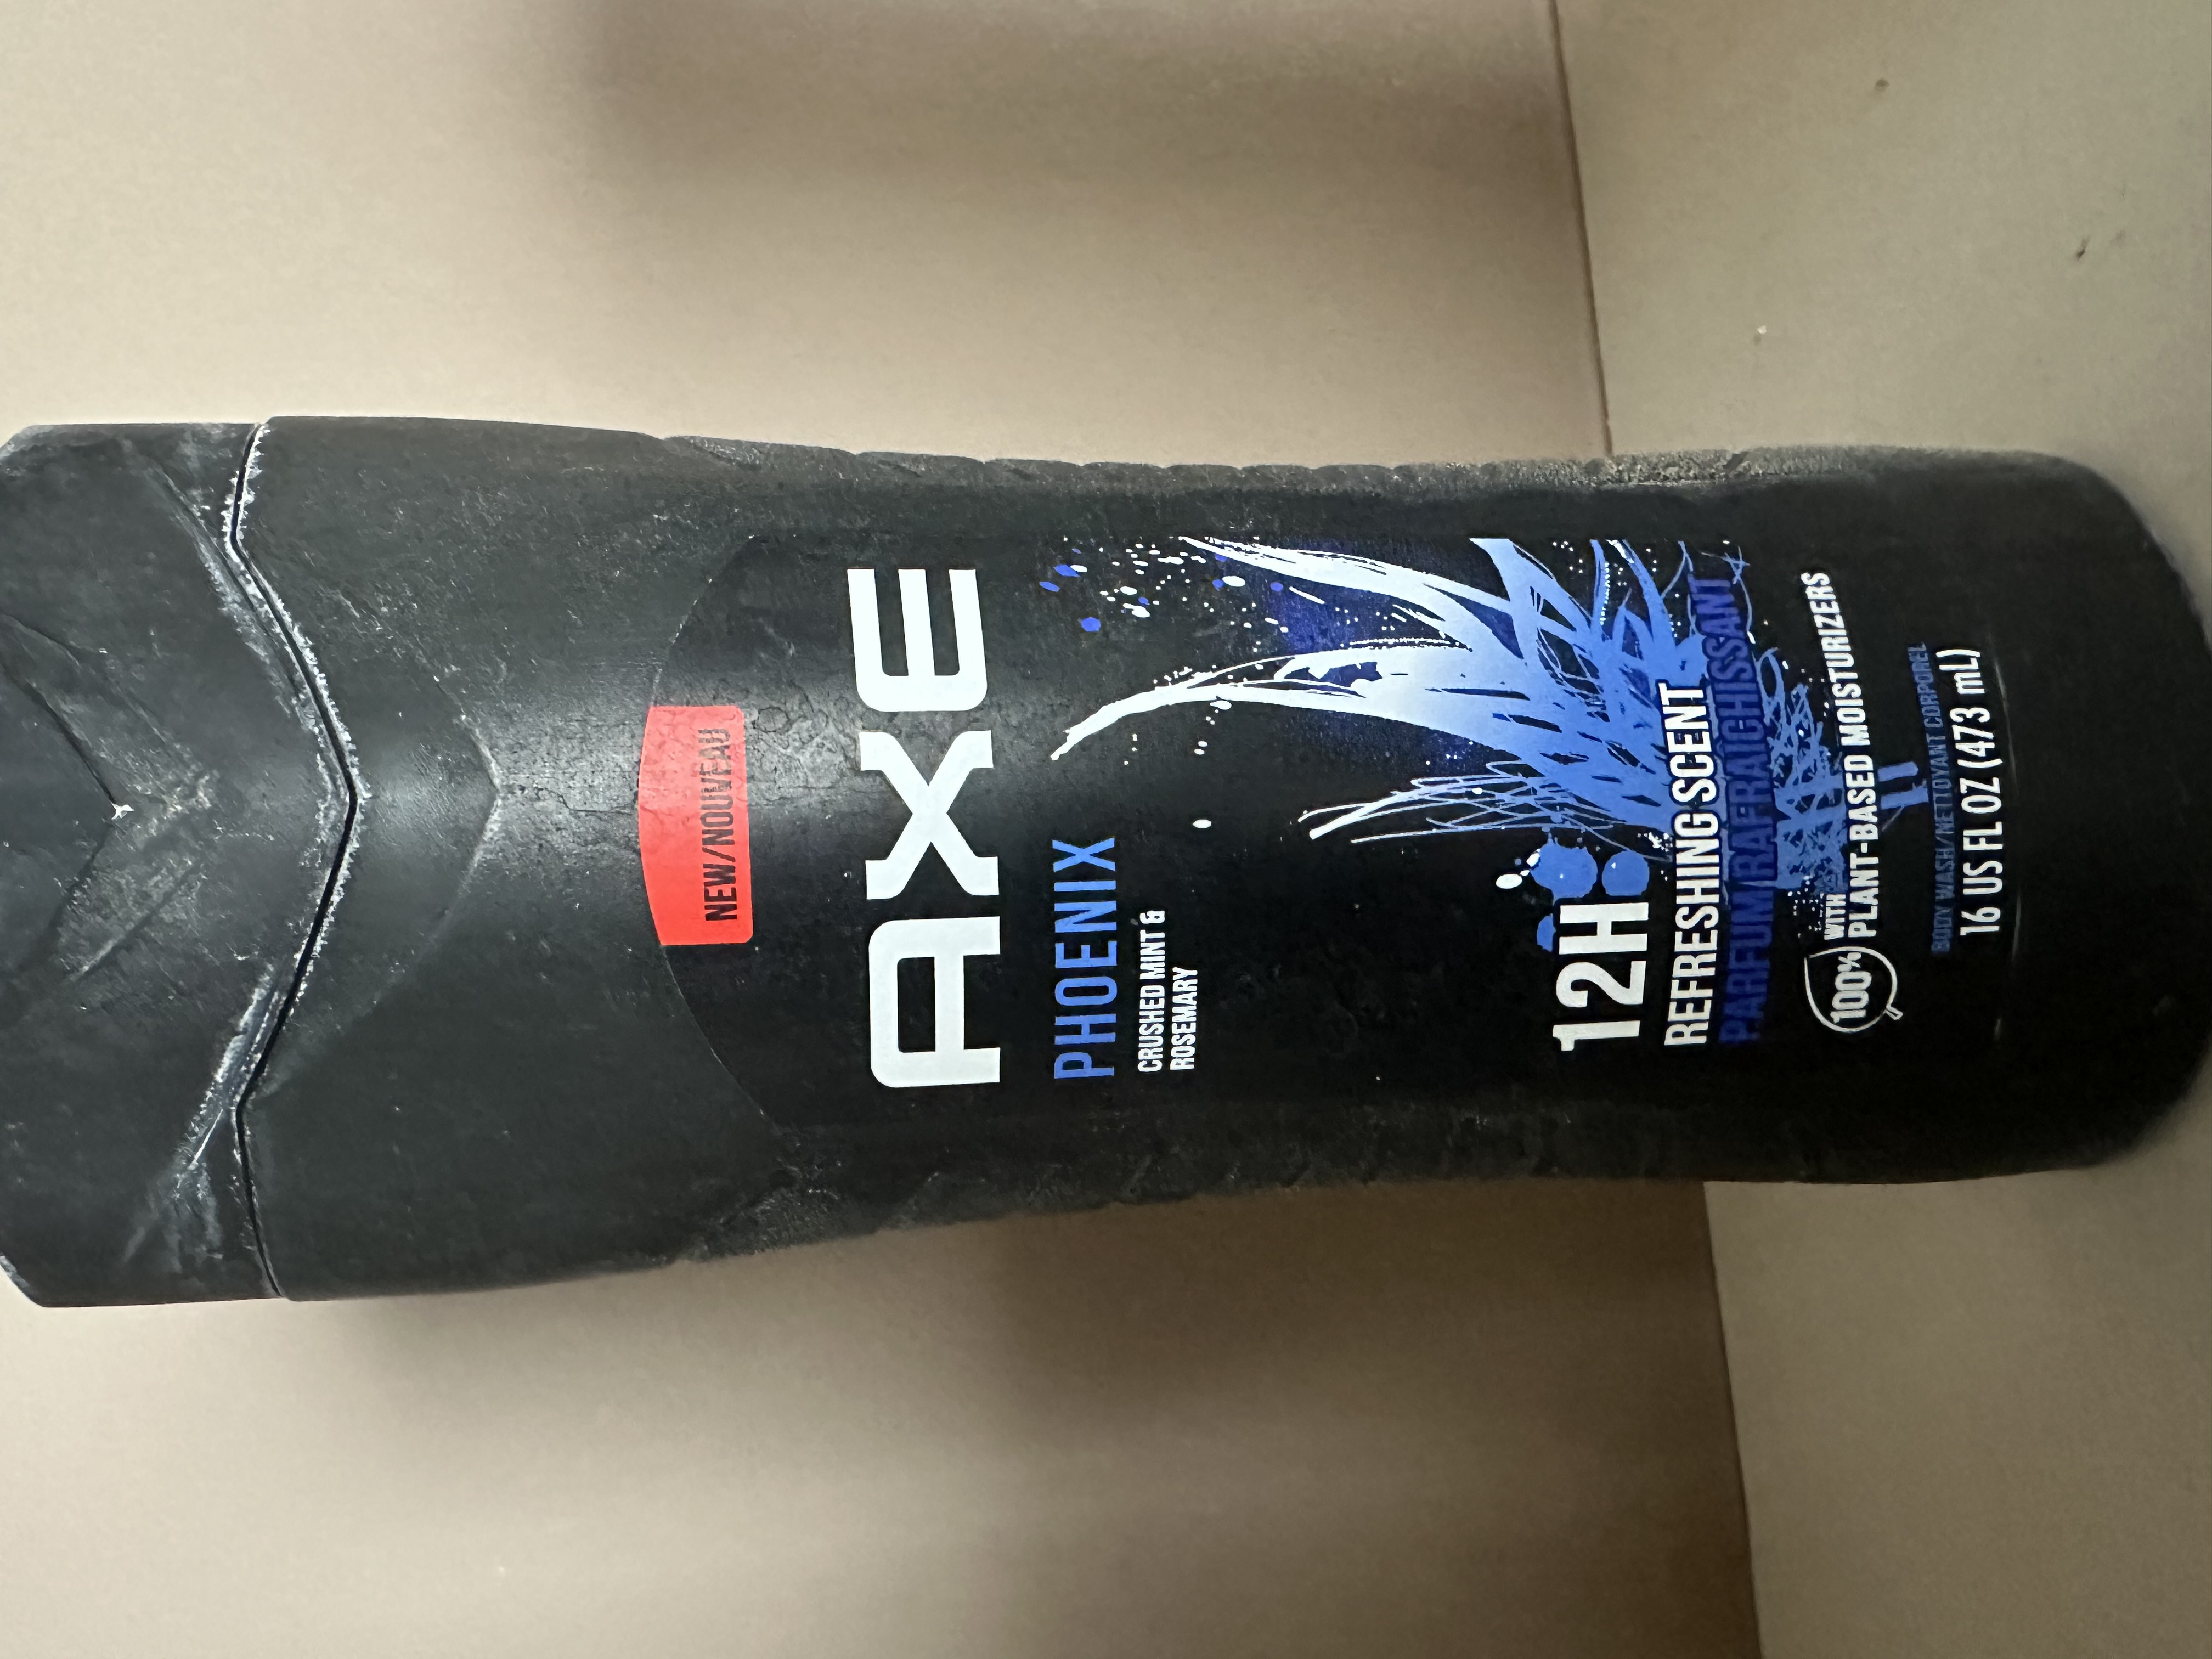 NEW/NOUVEAU
AXE
PHOENIX
CRUSHED MINT &
ROSEMARY
12H
REFRESHING SCENT
PARFUM RAFRAÎCHISSANT
100% WITH
PLANT-BASED MOISTURIZERS
BODY WASH/NETTOYANT CORPOREL
16 US FL OZ (473 mL)